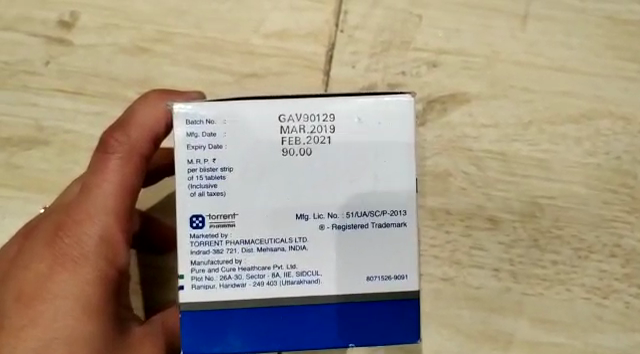 Batch No. : GAV90129
Mfg. Date : MAR.2019
Expiry Date : FEB.2021
90.00
M.R.P. ₹
per blister strip
of 15 tablets
(Inclusive
of all taxes)
torrent
PHARMA
Mfg. Lic. No. : 51/UA/SC/P-2013
® - Registered Trademark
Marketed by :
TORRENT PHARMACEUTICALS LTD.
Indrad-382 721, Dist. Mehsana, INDIA.
Manufactured by :
Pure and Cure Healthcare Pvt. Ltd.
Plot No. : 26A-30, Sector - 8A, IIE, SIDCUL,
Ranipur, Haridwar - 249 403 (Uttarakhand).
8071526-9091